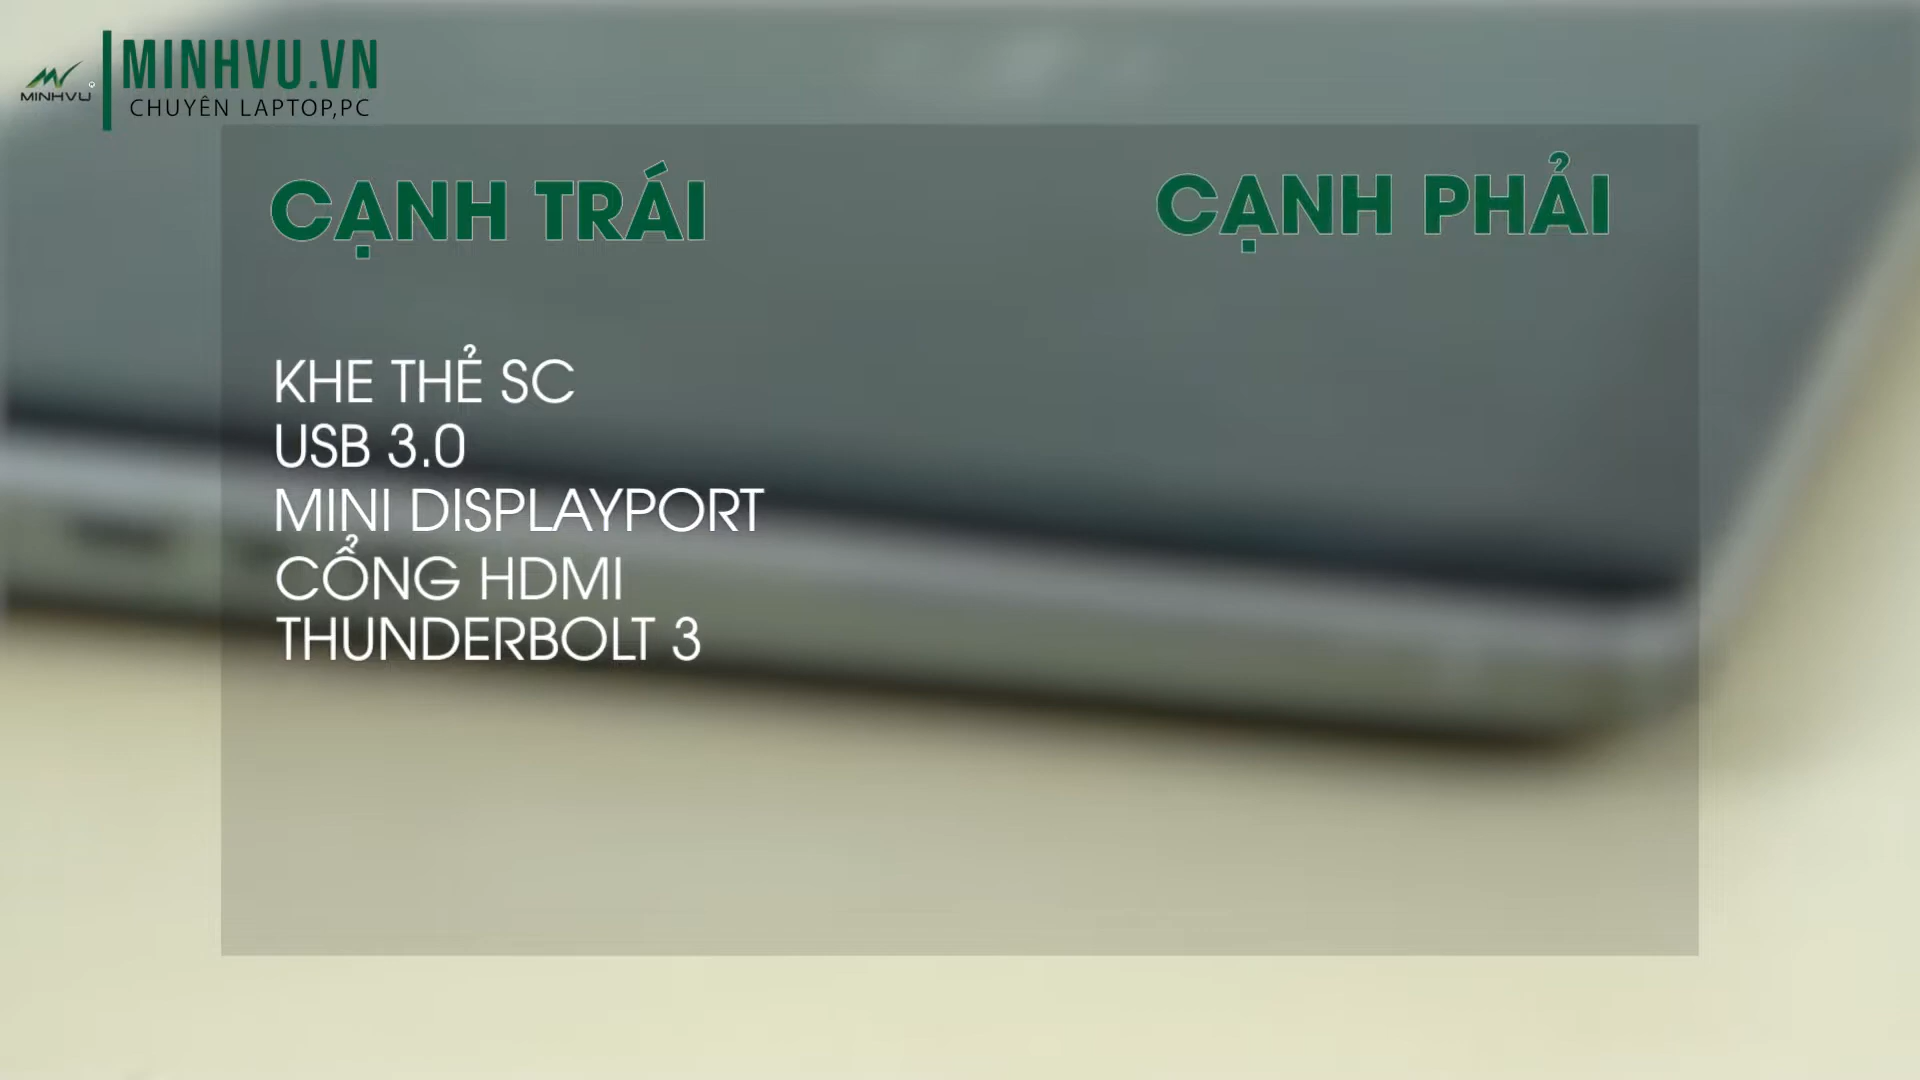 MINHVU.VN
MINHVU®
CHUYÊN LAPTOP,PC
CẠNH TRÁI
CẠNH PHẢI
KHE THẺ SC
USB 3.0
MINI DISPLAYPORT
CỔNG HDMI
THUNDERBOLT 3